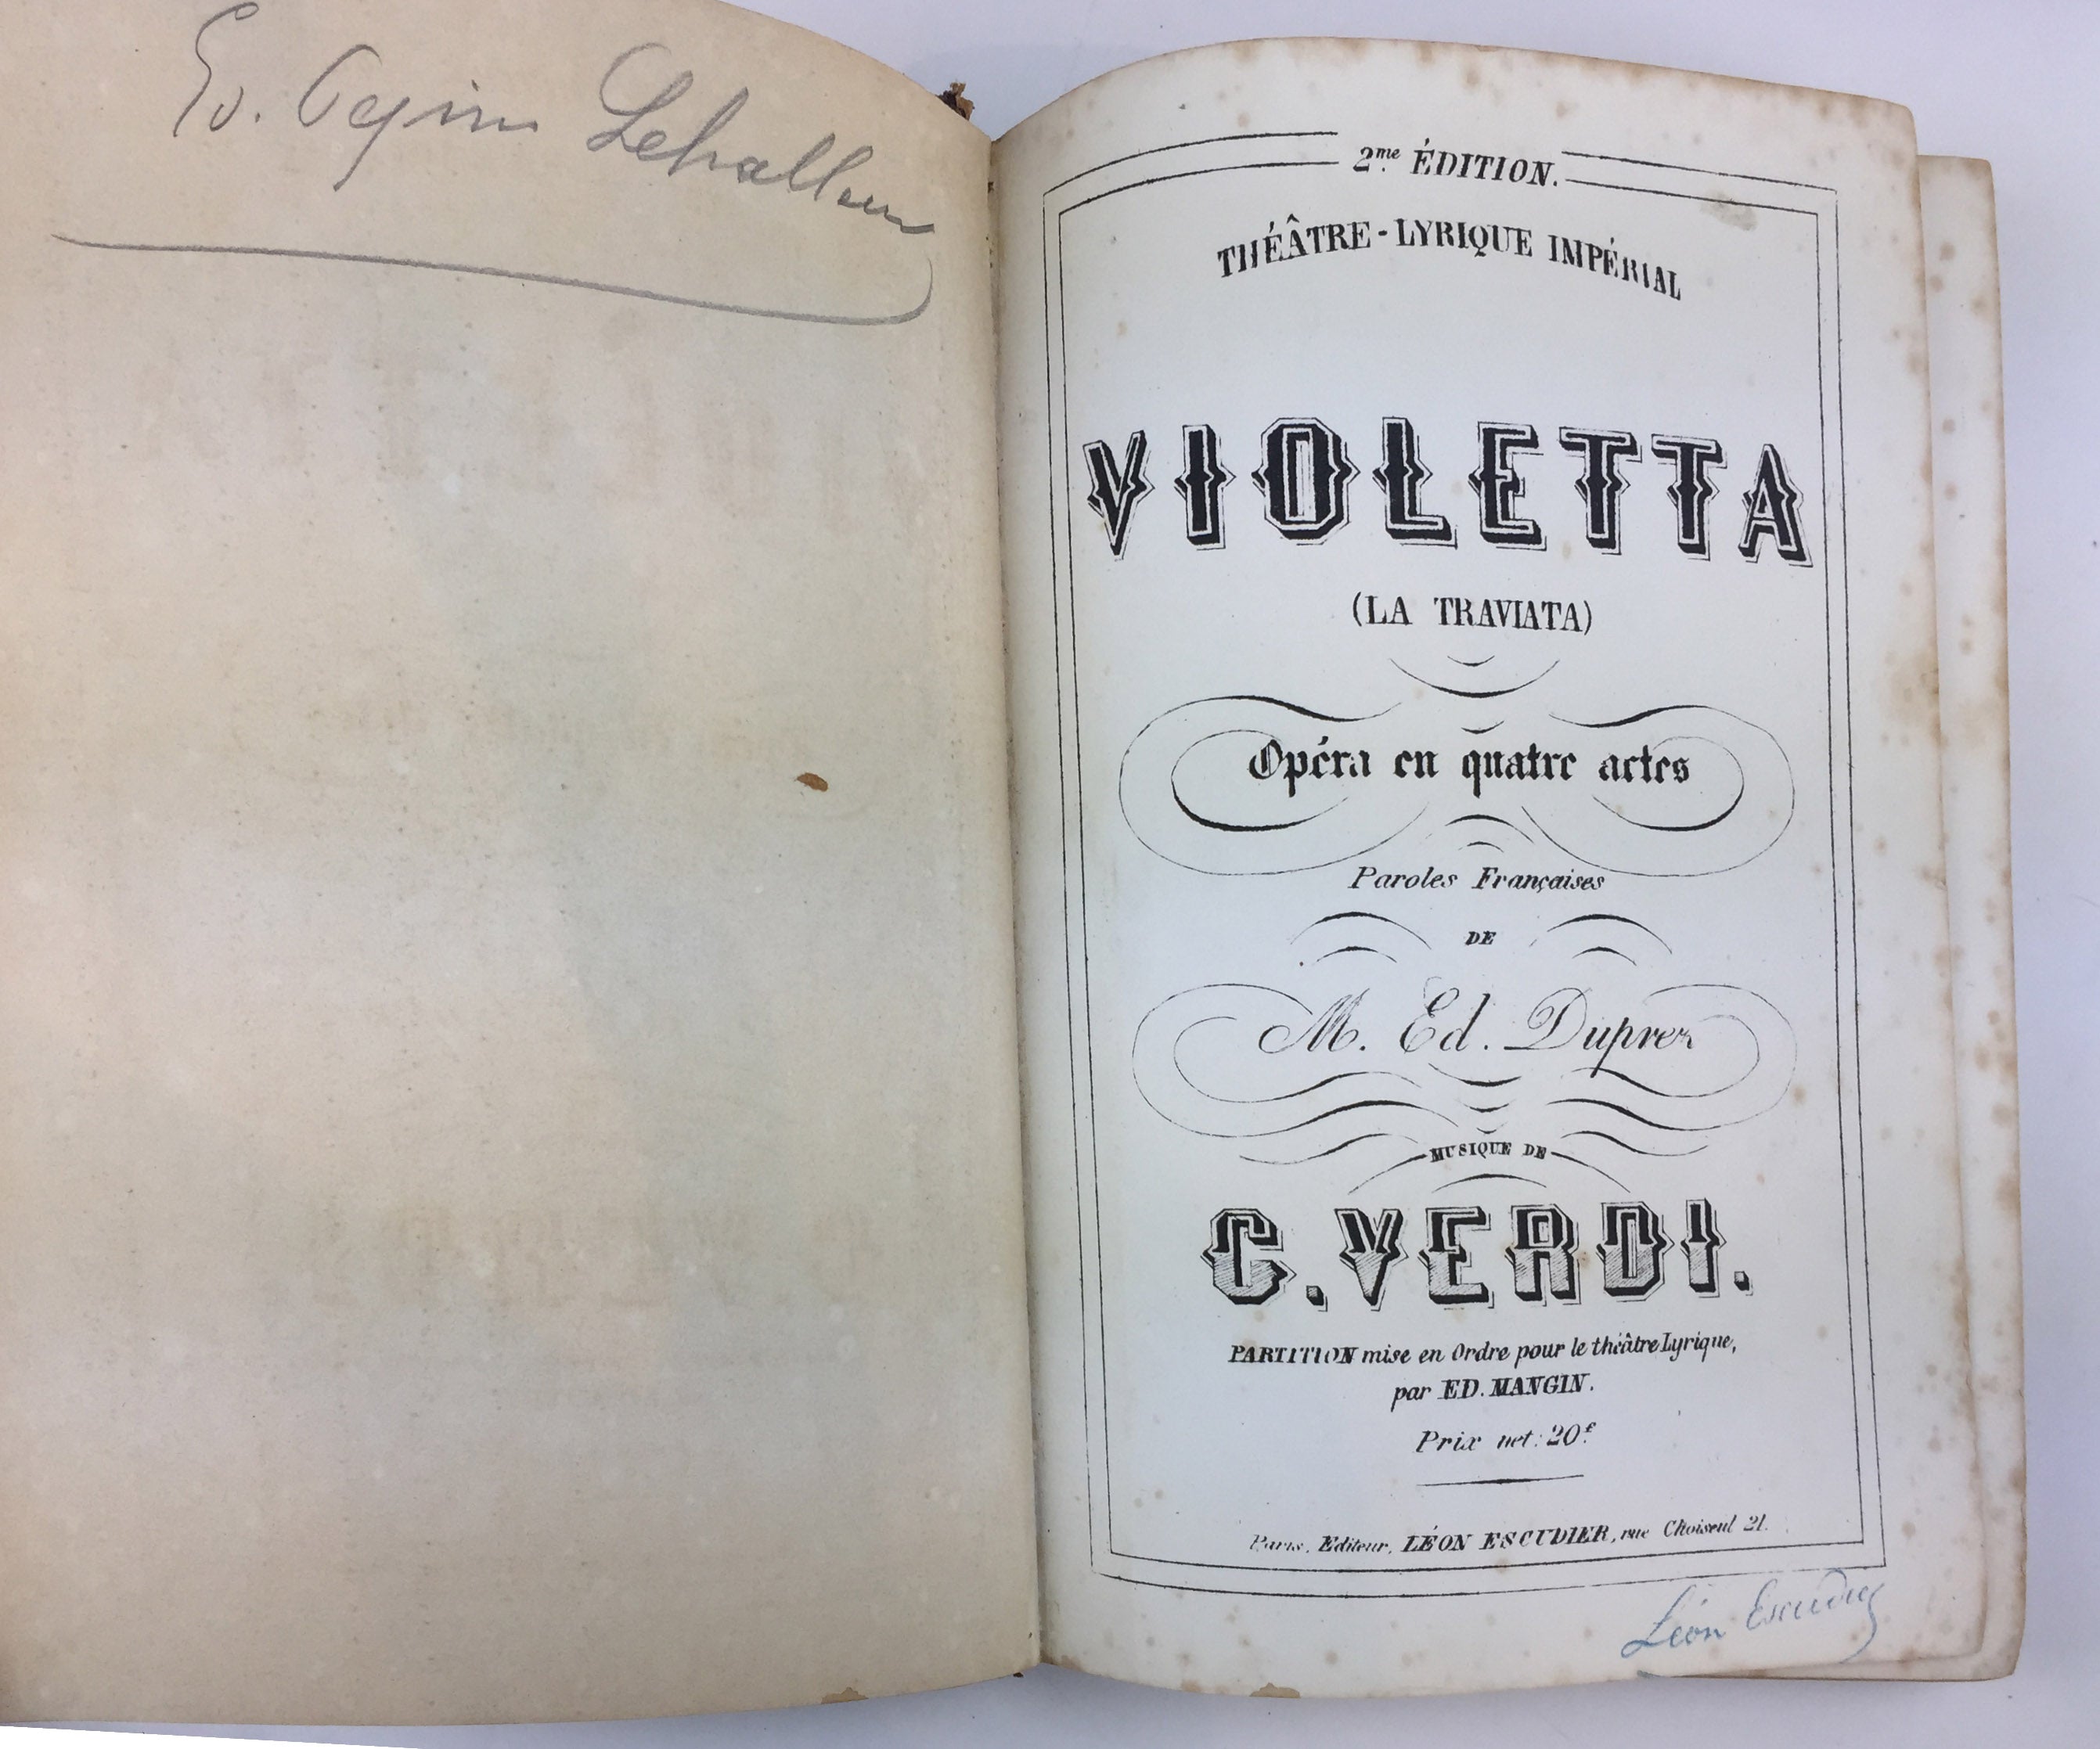 2me ÉDITION.
THÉÂTRE-LYRIQUE IMPÉRIAL
VIOLETTA
(LA TRAVIATA)
Opéra en quatre actes
Paroles Françaises
DE
M. Ed. Duprez
MUSIQUE DE
G. VERDI.
PARTITION mise en Ordre pour le théâtre Lyrique,
par ED. MANGIN.
Prix net: 20f.
Paris, Editeur, LÉON ESCUDIER, rue Choiseul 21.
Léon Escudier